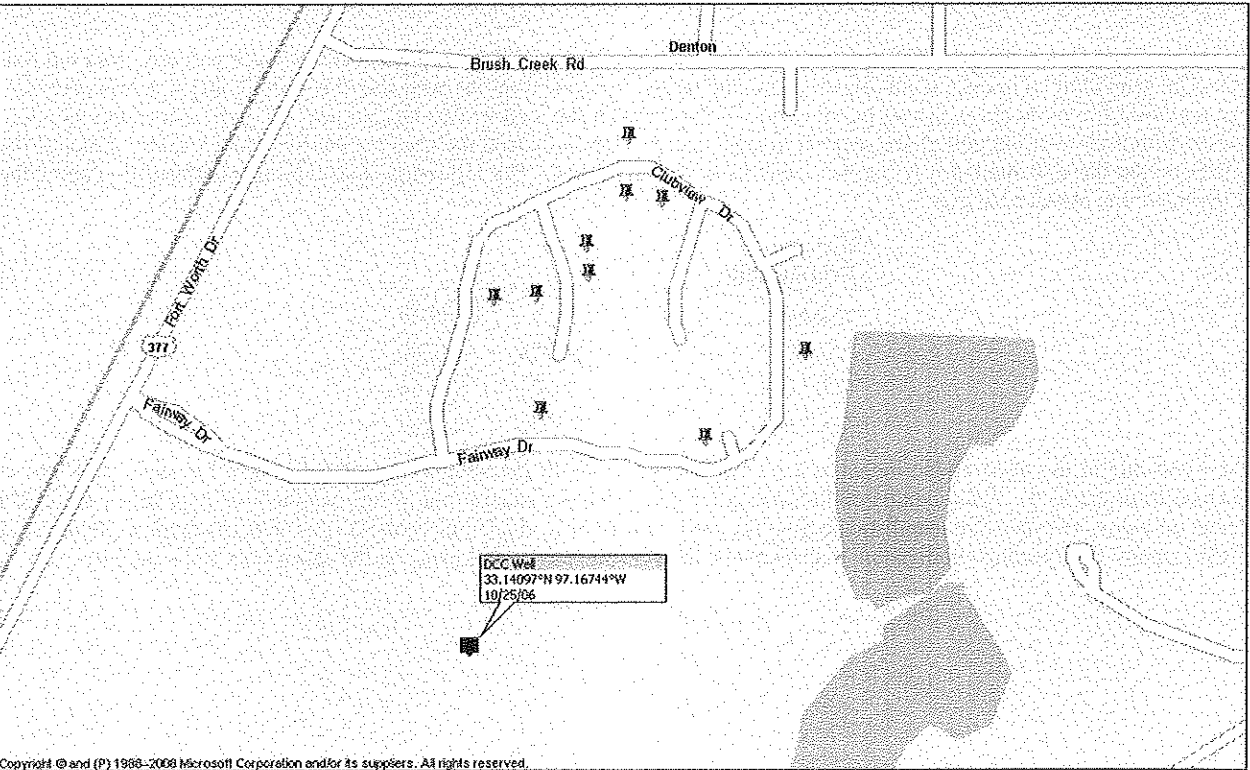 Denton
Brush Creek Rd
Clubview Dr
Fort Worth Dr
377
Fairway Dr
Fairway Dr
DCC Well
33.14097°N 97.16744°W
10/25/06
Copyright © and (P) 1988–2006 Microsoft Corporation and/or its suppliers. All rights reserved.